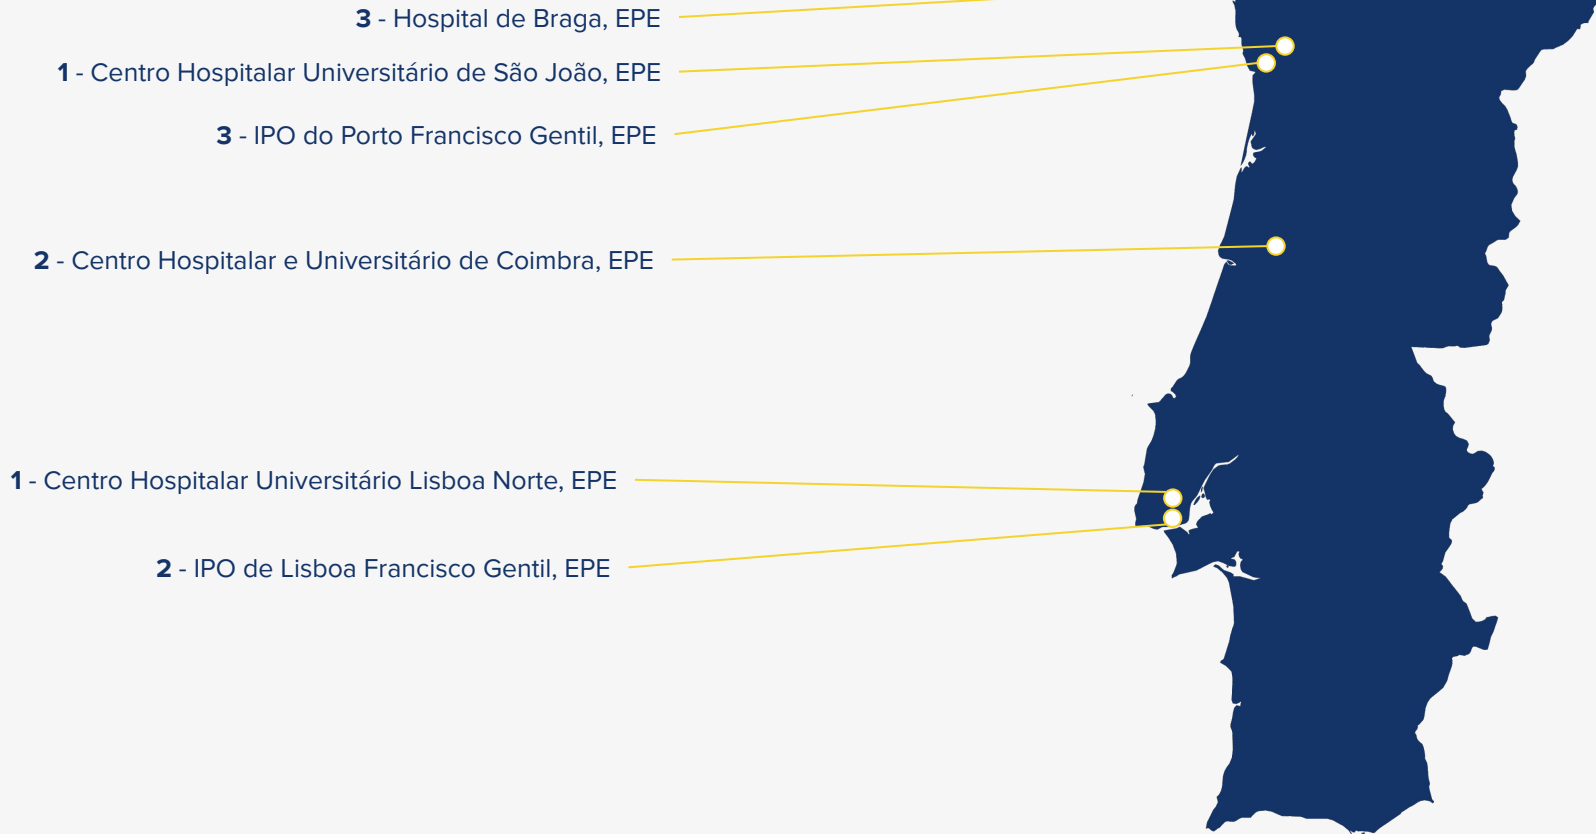 3 - Hospital de Braga, EPE
1 - Centro Hospitalar Universitário de São João, EPE
3 - IPO do Porto Francisco Gentil, EPE
2 - Centro Hospitalar e Universitário de Coimbra, EPE
1 - Centro Hospitalar Universitário Lisboa Norte, EPE
2 - IPO de Lisboa Francisco Gentil, EPE